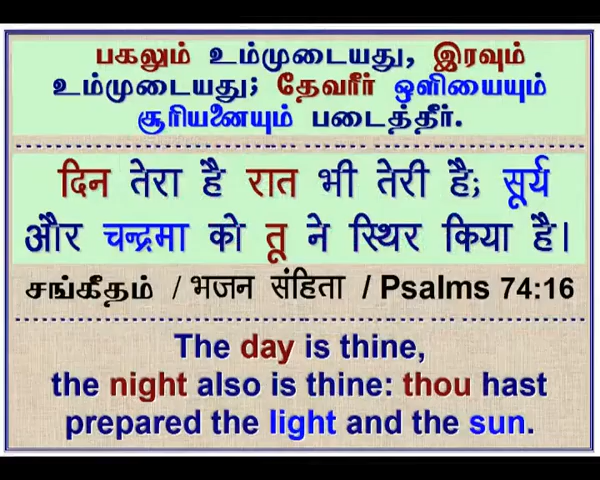 பகலும் உம்முடையது, இரவும்
உம்முடையது; தேவரீர் ஒளியையும்
சூரியனையும் படைத்தீர்.
दिन तेरा है रात भी तेरी है; सूर्य
और चन्द्रमा को तू ने स्थिर किया है।
சங்கீதம் / भजन संहिता / Psalms 74:16
The day is thine,
the night also is thine: thou hast
prepared the light and the sun.